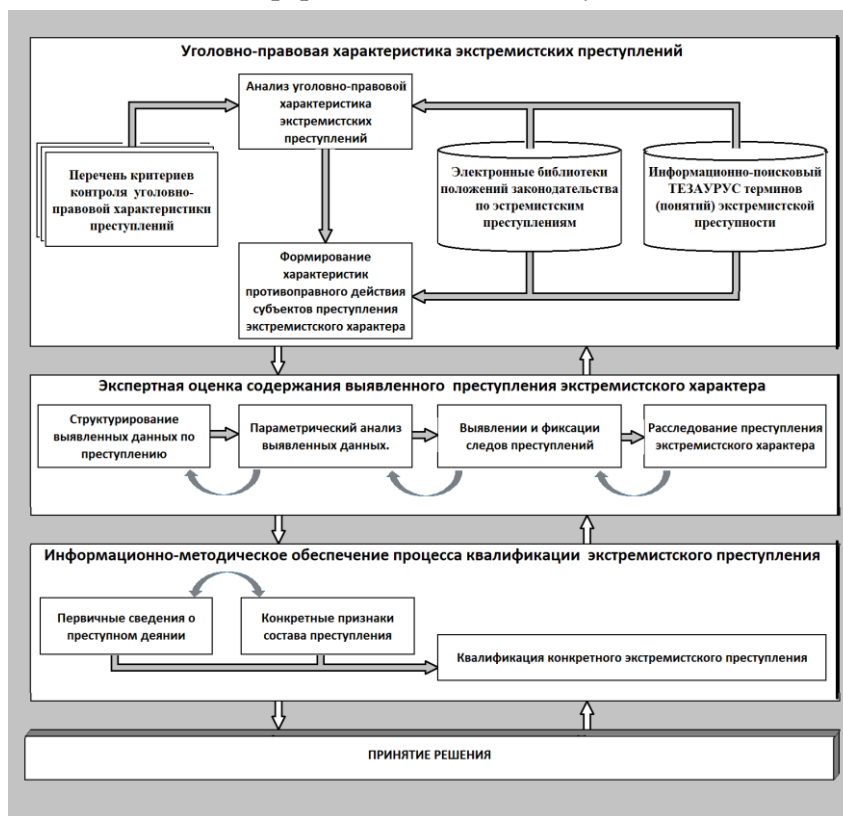 Уголовно-правовая характеристика экстремистских преступлений
Анализ уголовно-правовой
характеристика
экстремистских
преступлений
Перечень критериев
контроля уголовно-
правовой характеристики
преступлений
Электронные библиотеки
положений законодательства
по эстремистским
преступлениям
Информационно-поисковый
ТЕЗАУРУС терминов
(понятий) экстремистской
преступности
Формирование
характеристик
противоправного действия
субъектов преступления
экстремистского характера
Экспертная оценка содержания выявленного преступления экстремистского характера
Структурирование
выявленных данных по
преступлению
Параметрический анализ
выявленных данных.
Выявлении и фиксации
следов преступлений
Расследование преступления
экстремистского характера
Информационно-методическое обеспечение процесса квалификации экстремистского преступления
Первичные сведения о
преступном деянии
Конкретные признаки
состава преступления
Квалификация конкретного экстремистского преступления
ПРИНЯТИЕ РЕШЕНИЯ